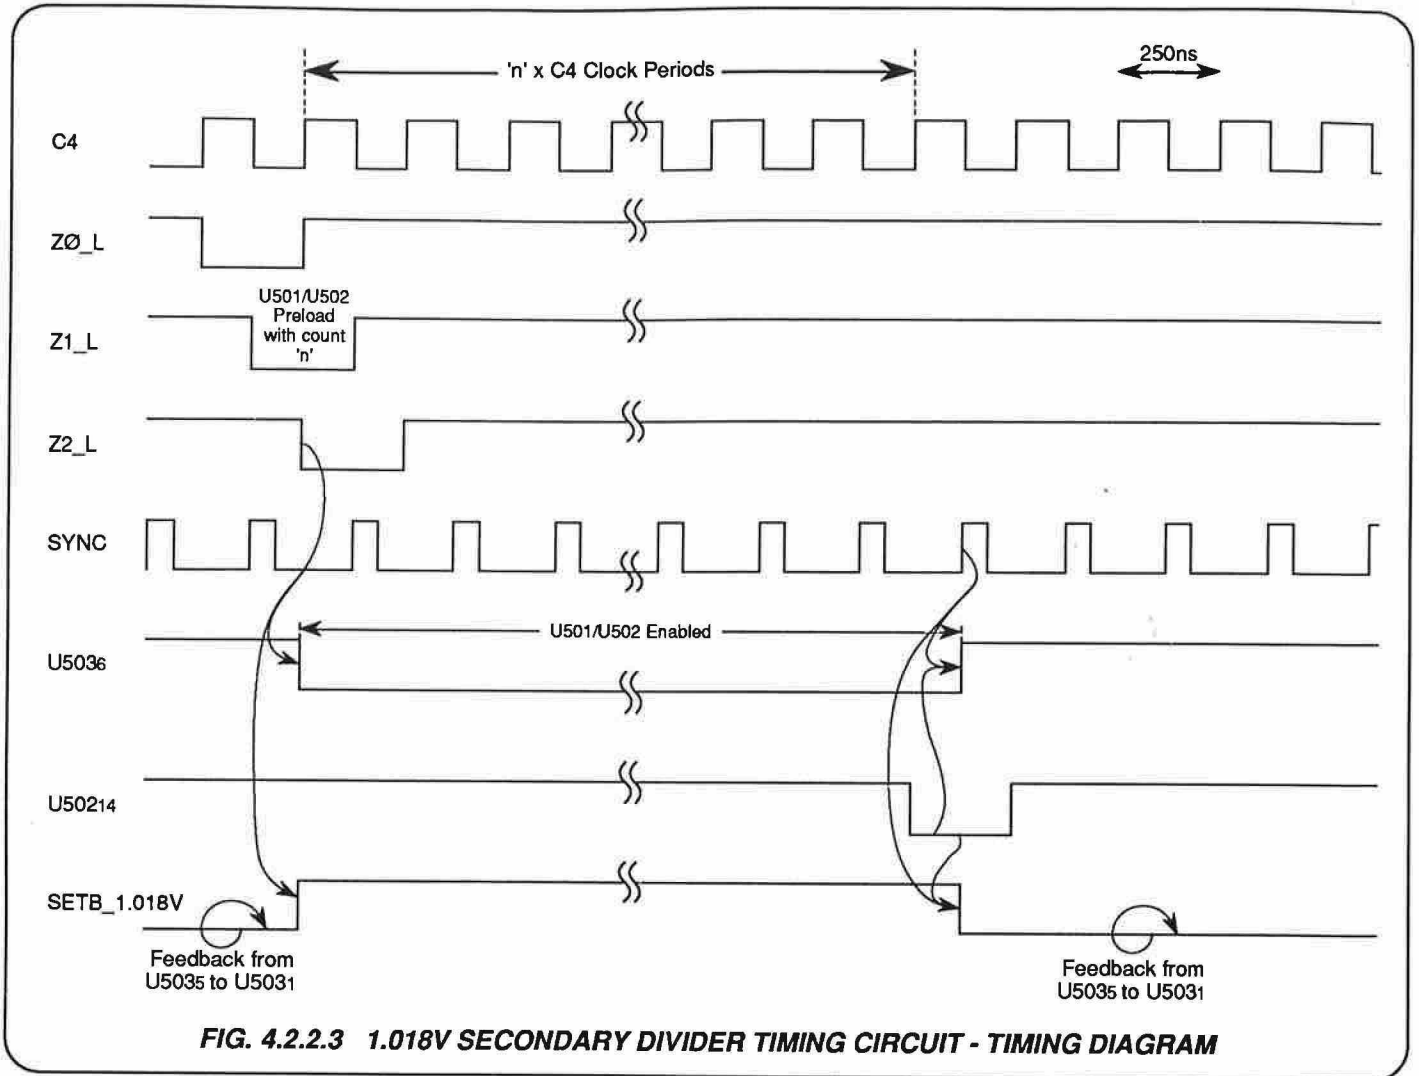 'n' x C4 Clock Periods
250ns
C4
ZØ_L
U501/U502
Preload
with count
'n'
Z1_L
Z2_L
SYNC
U501/U502 Enabled
U5036
U50214
SETB_1.018V
Feedback from
U5035 to U5031
Feedback from
U5035 to U5031
FIG. 4.2.2.3 1.018V SECONDARY DIVIDER TIMING CIRCUIT - TIMING DIAGRAM